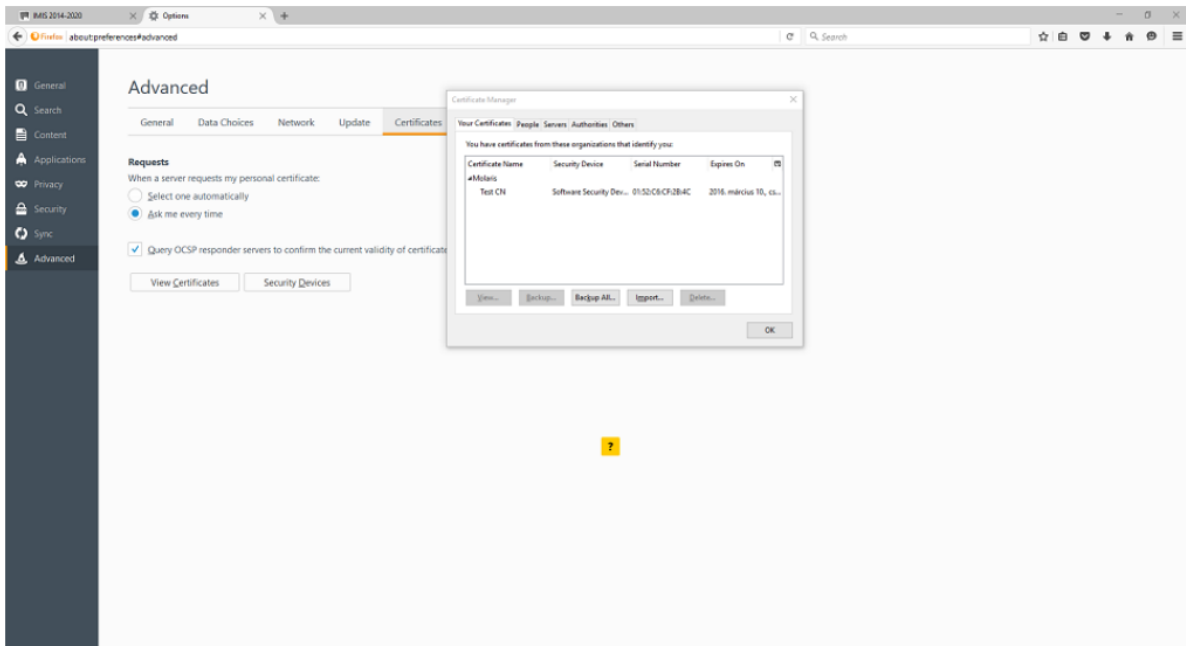 IMIS 2014-2020
Options
Firefox about:preferences#advanced
Search
General
Search
Content
Applications
Privacy
Security
Sync
Advanced
Advanced
General Data Choices Network Update Certificates
Requests
When a server requests my personal certificate:
Select one automatically
Ask me every time
Query OCSP responder servers to confirm the current validity of certificate
View Certificates Security Devices
Certificate Manager
Your Certificates People Servers Authorities Others
You have certificates from these organizations that identify you:
Certificate Name Security Device Serial Number Expires On
Molaris
Test CN Software Security Dev... 01:52:C6:CF:2B:4C 2016. március 10., cs...
View... Backup... Backup All... Import... Delete...
OK
?